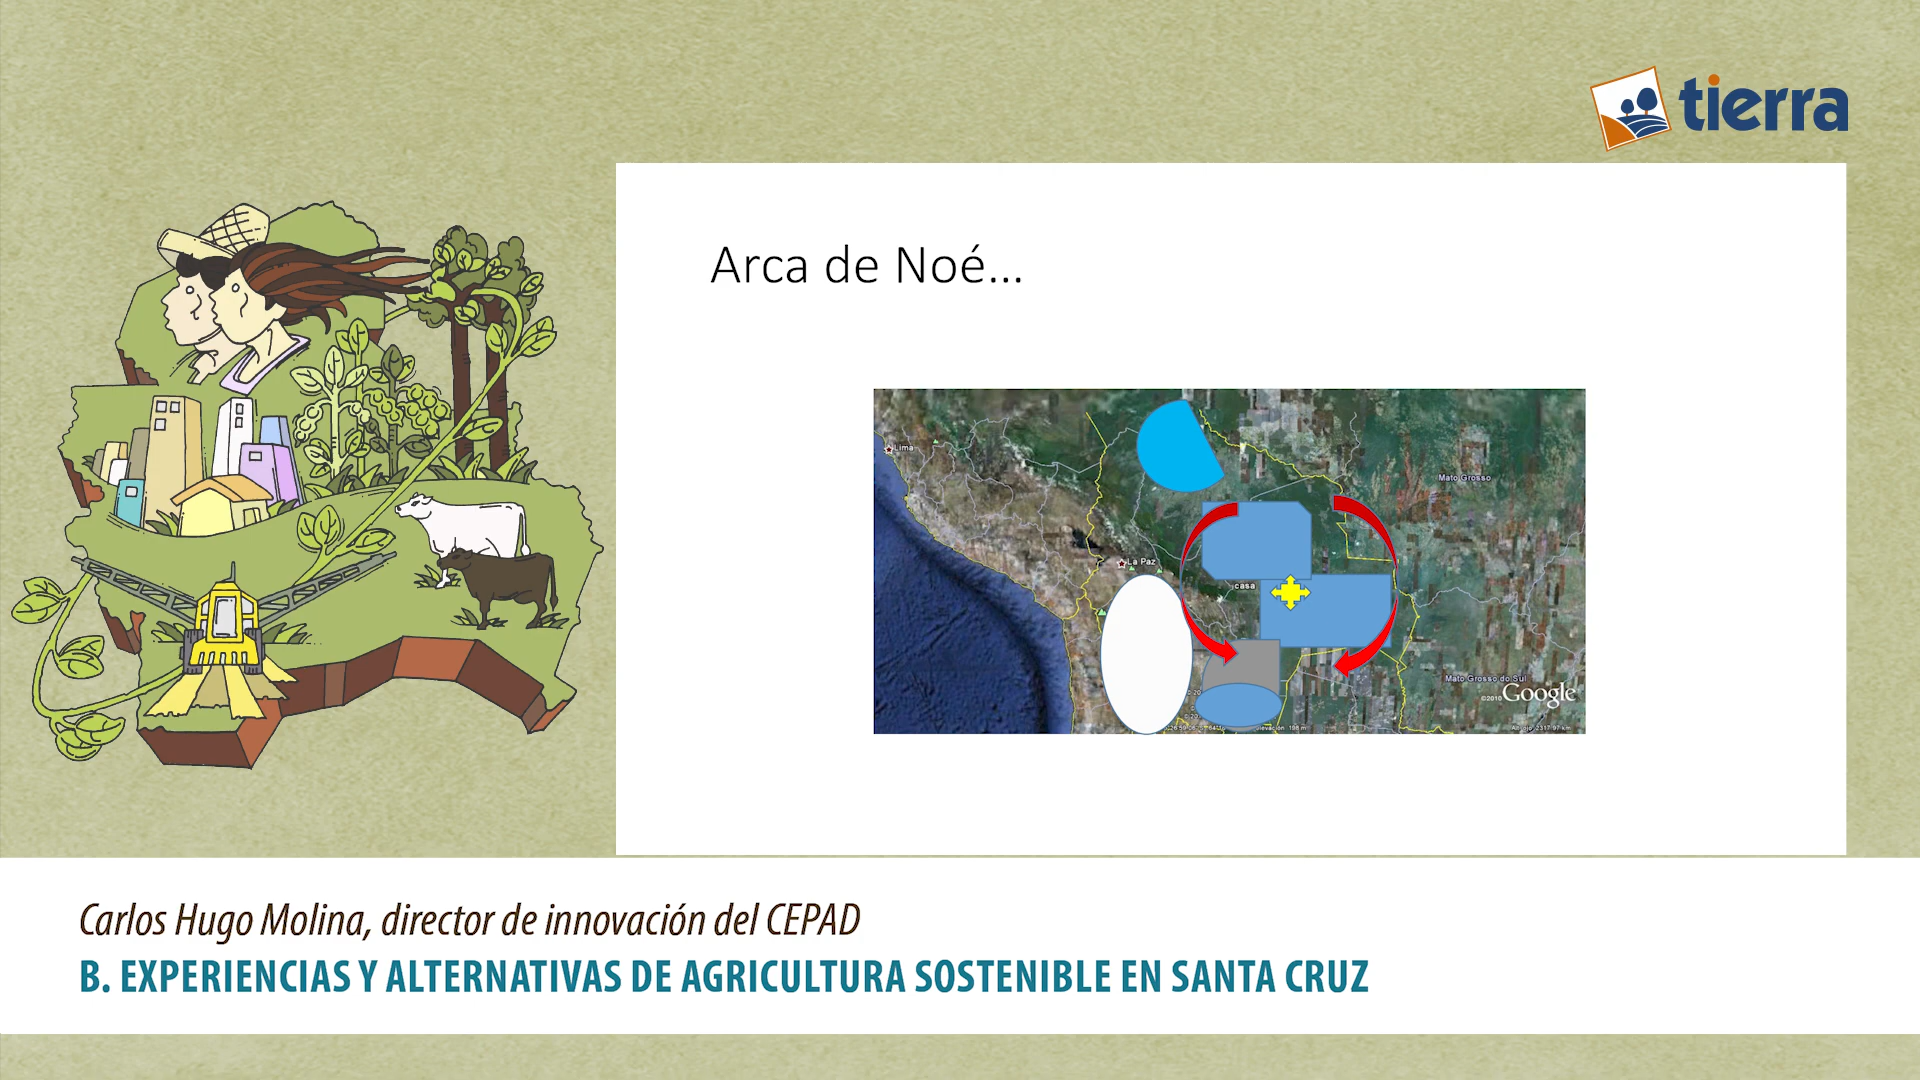 tierra
Arca de Noé...
Lima
Mato Grosso
La Paz
casa
Mato Grosso do Sul
©2010 Google
Carlos Hugo Molina, director de innovación del CEPAD
B. EXPERIENCIAS Y ALTERNATIVAS DE AGRICULTURA SOSTENIBLE EN SANTA CRUZ